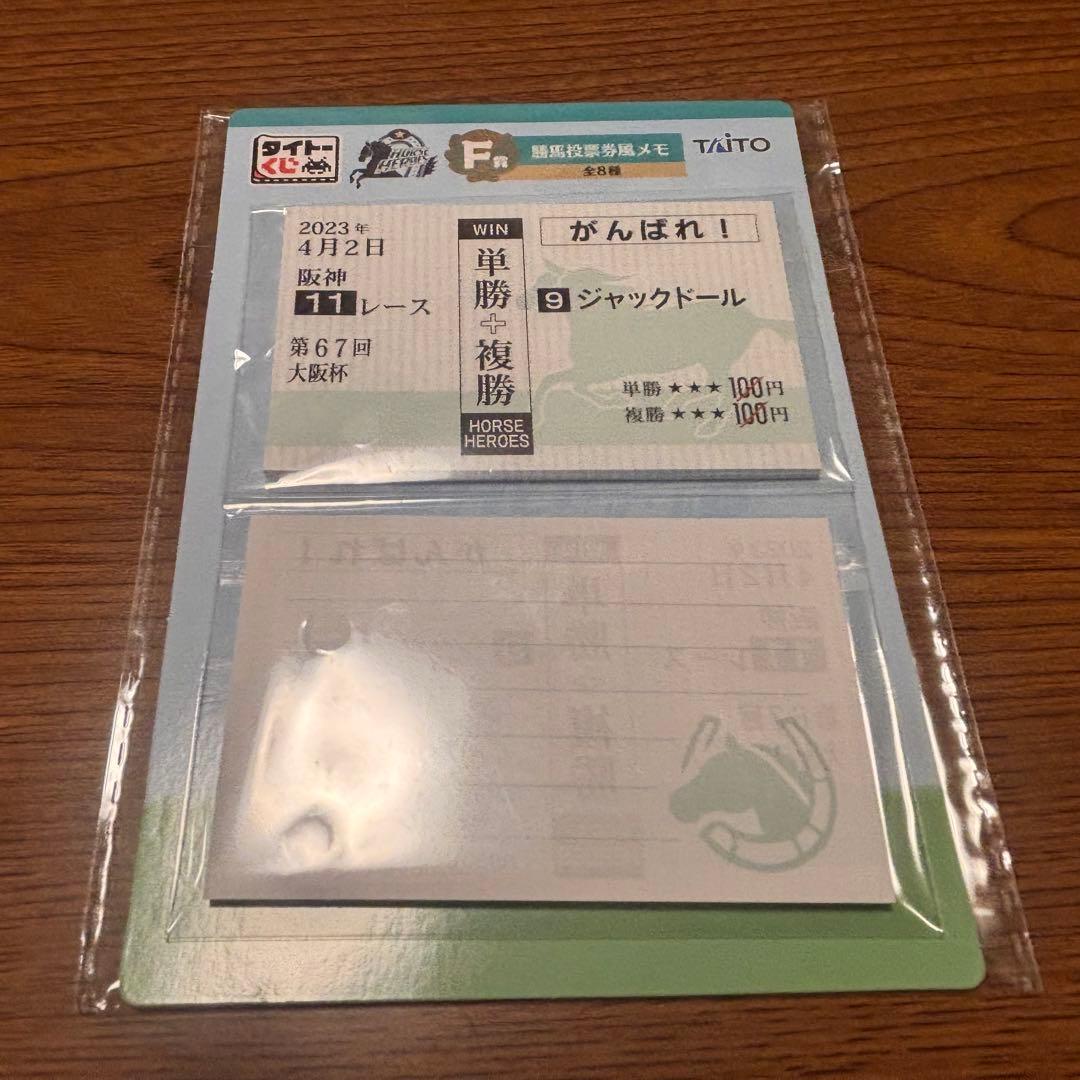 タイトー
くじ
HORSE
HEROES
F賞
勝馬投票券風メモ
全8種
TAITO
2023年
4月2日
阪神
11レース
第67回
大阪杯
WIN
単勝+複勝
HORSE
HEROES
がんばれ!
9 ジャックドール
単勝★★★100円
複勝★★★100円